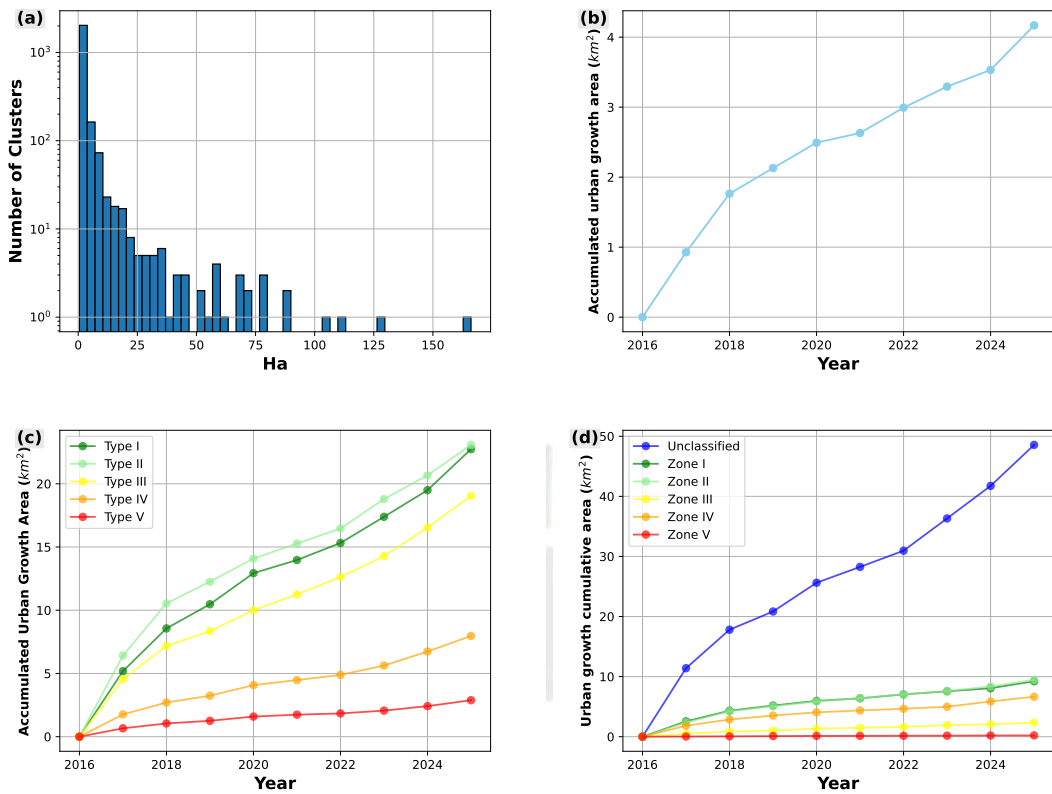 (a)
Number of Clusters
10³
10²
10¹
10⁰
0 25 50 75 100 125 150
Ha
(b)
Accumulated urban growth area (km²)
4
3
2
1
0
2016 2018 2020 2022 2024
Year
(c)
Accumulated Urban Growth Area (km²)
Type I
Type II
Type III
Type IV
Type V
20
15
10
5
0
2016 2018 2020 2022 2024
Year
(d)
Urban growth cumulative area (km²)
Unclassified
Zone I
Zone II
Zone III
Zone IV
Zone V
50
40
30
20
10
0
2016 2018 2020 2022 2024
Year